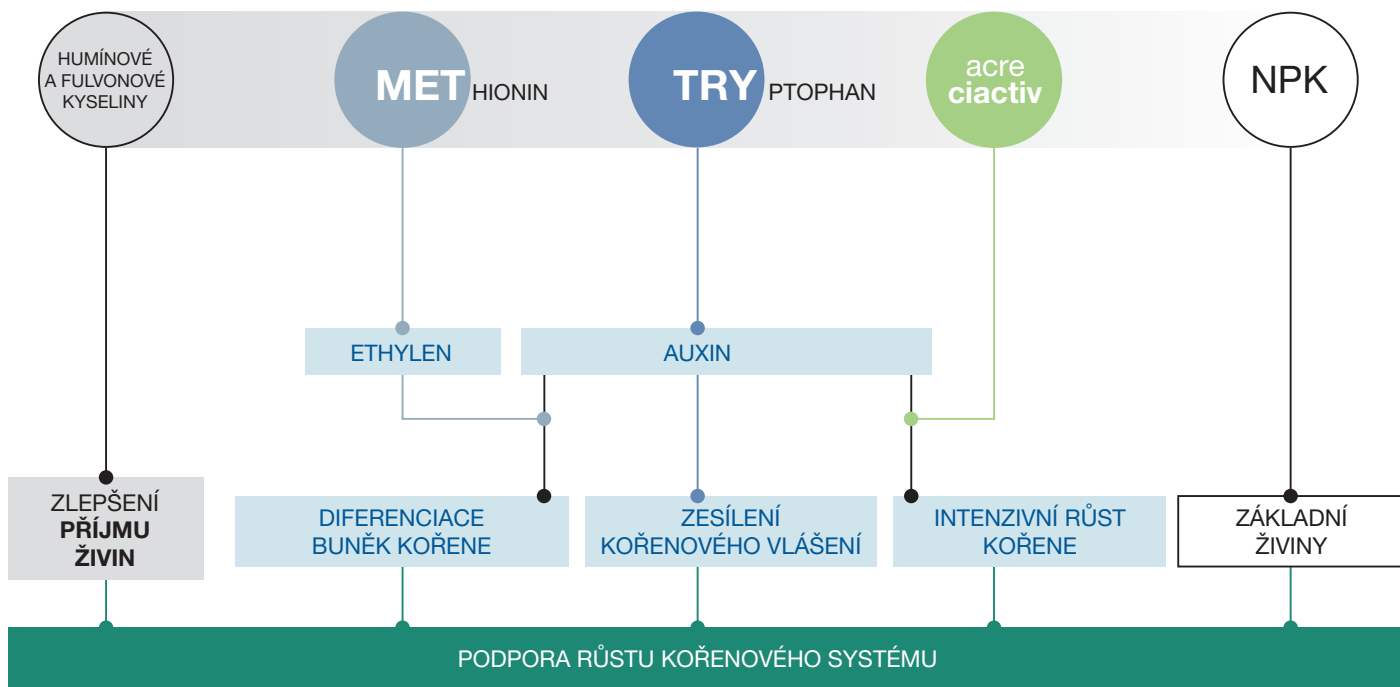 HUMÍNOVÉ
A FULVONOVÉ
KYSELINY
METHIONIN
TRYPTOPHAN
acre
ciactiv
NPK
ETHYLEN
AUXIN
ZLEPŠENÍ
PŘÍJMU
ŽIVIN
DIFERENCIACE
BUNĚK KOŘENE
ZESÍLENÍ
KOŘENOVÉHO VLÁŠENÍ
INTENZIVNÍ RŮST
KOŘENE
ZÁKLADNÍ
ŽIVINY
PODPORA RŮSTU KOŘENOVÉHO SYSTÉMU